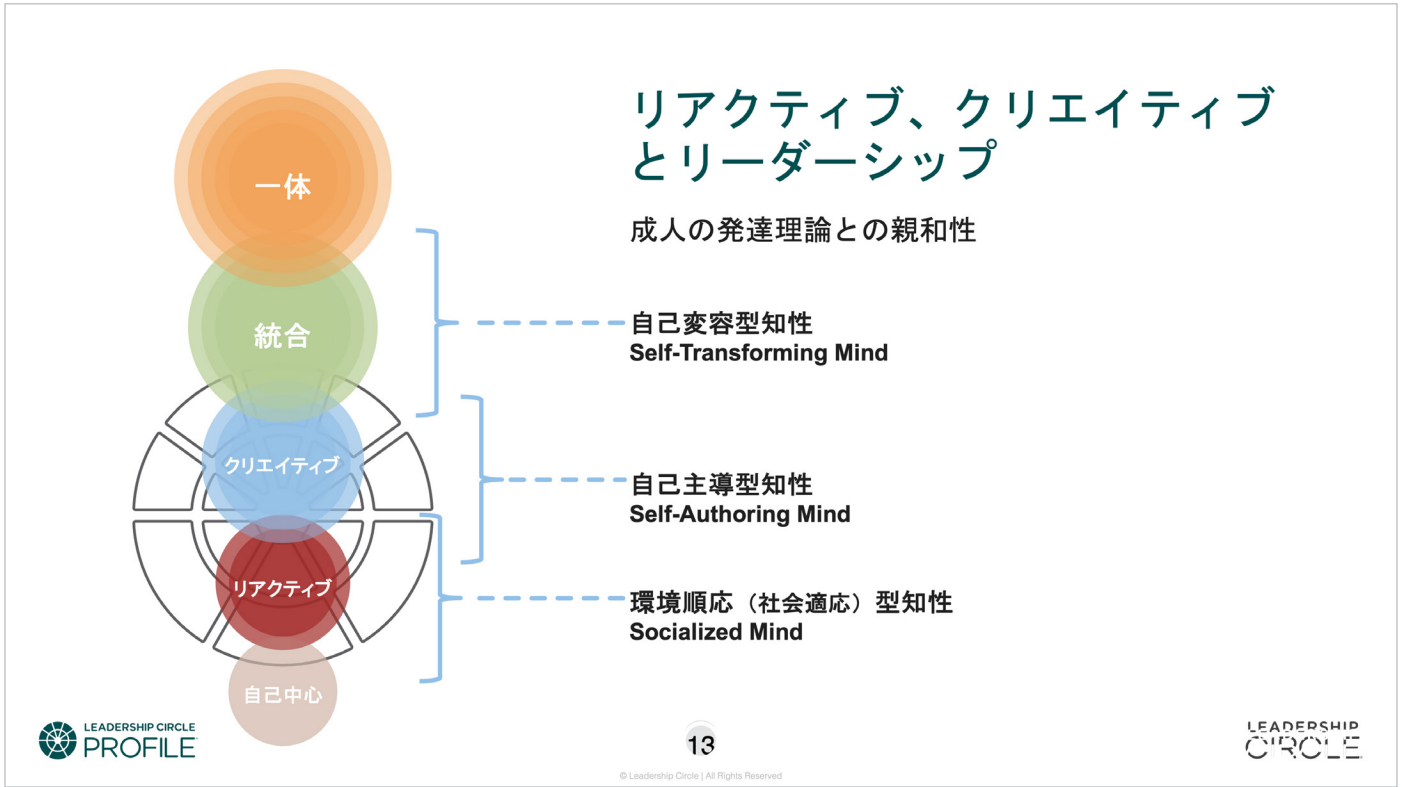 リアクティブ、クリエイティブ
とリーダーシップ
成人の発達理論との親和性
一体
統合
クリエイティブ
リアクティブ
自己中心
自己変容型知性
Self-Transforming Mind
自己主導型知性
Self-Authoring Mind
環境順応（社会適応）型知性
Socialized Mind
LEADERSHIP CIRCLE
PROFILE
13
© Leadership Circle | All Rights Reserved
LEADERSHIP
CIRCLE